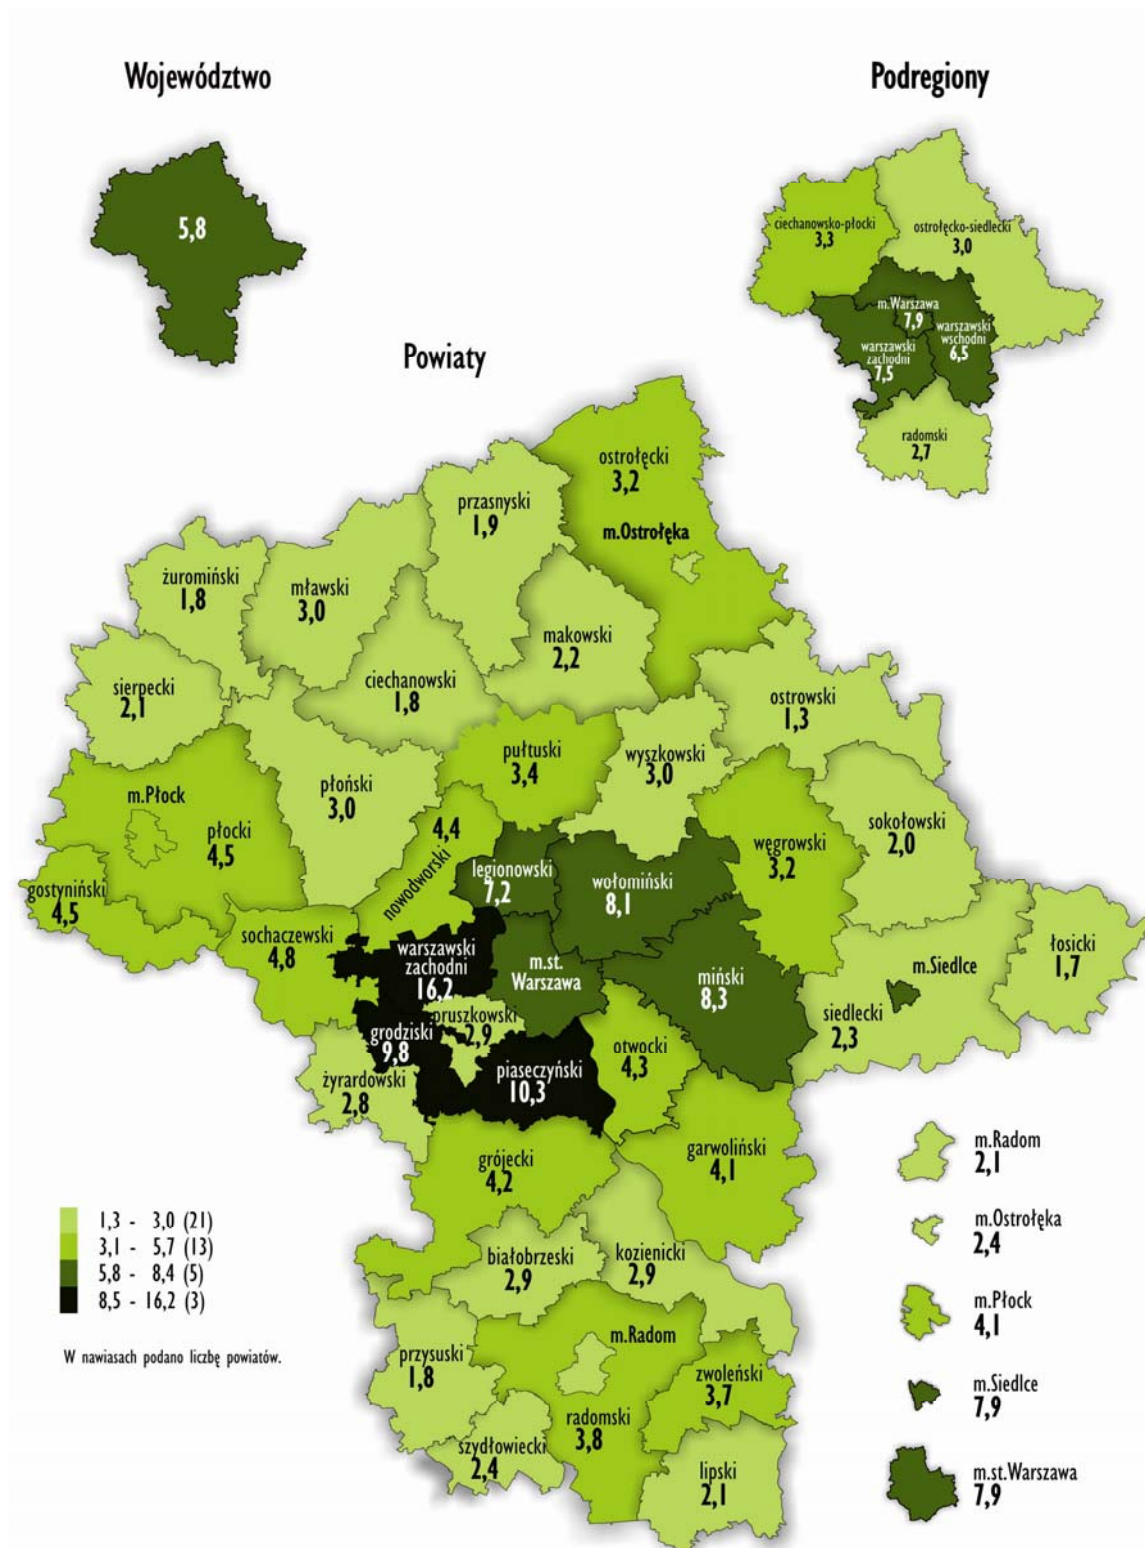 Województwo
Podregiony
5,8
ciechanowsko-płocki
3,3
ostrołęcko-siedlecki
3,0
m.Warszawa
7,9
warszawski
wschodni
6,5
warszawski
zachodni
7,5
radomski
2,7
Powiaty
ostrołęcki
3,2
m.Ostrołęka
przasnyski
1,9
żuromiński
1,8
mławski
3,0
makowski
2,2
sierpecki
2,1
ciechanowski
1,8
ostrowski
1,3
pułtuski
3,4
wyszkowski
3,0
płoński
3,0
m.Płock
płocki
4,5
4,4
nowodworski
legionowski
7,2
wołomiński
8,1
węgrowski
3,2
sokołowski
2,0
gostyniński
4,5
sochaczewski
4,8
warszawski
zachodni
16,2
m.st.
Warszawa
miński
8,3
m.Siedlce
siedlecki
2,3
łosicki
1,7
pruszkowski
2,9
grodziski
9,8
piaseczyński
10,3
otwocki
4,3
żyrardowski
2,8
grójecki
4,2
garwoliński
4,1
białobrzeski
2,9
kozienicki
2,9
m.Radom
przysuski
1,8
zwoleński
3,7
radomski
3,8
szydłowiecki
2,4
lipski
2,1
m.Radom
2,1
m.Ostrołęka
2,4
m.Płock
4,1
m.Siedlce
7,9
m.st.Warszawa
7,9
1,3 - 3,0 (21)
3,1 - 5,7 (13)
5,8 - 8,4 (5)
8,5 - 16,2 (3)
W nawiasach podano liczbę powiatów.